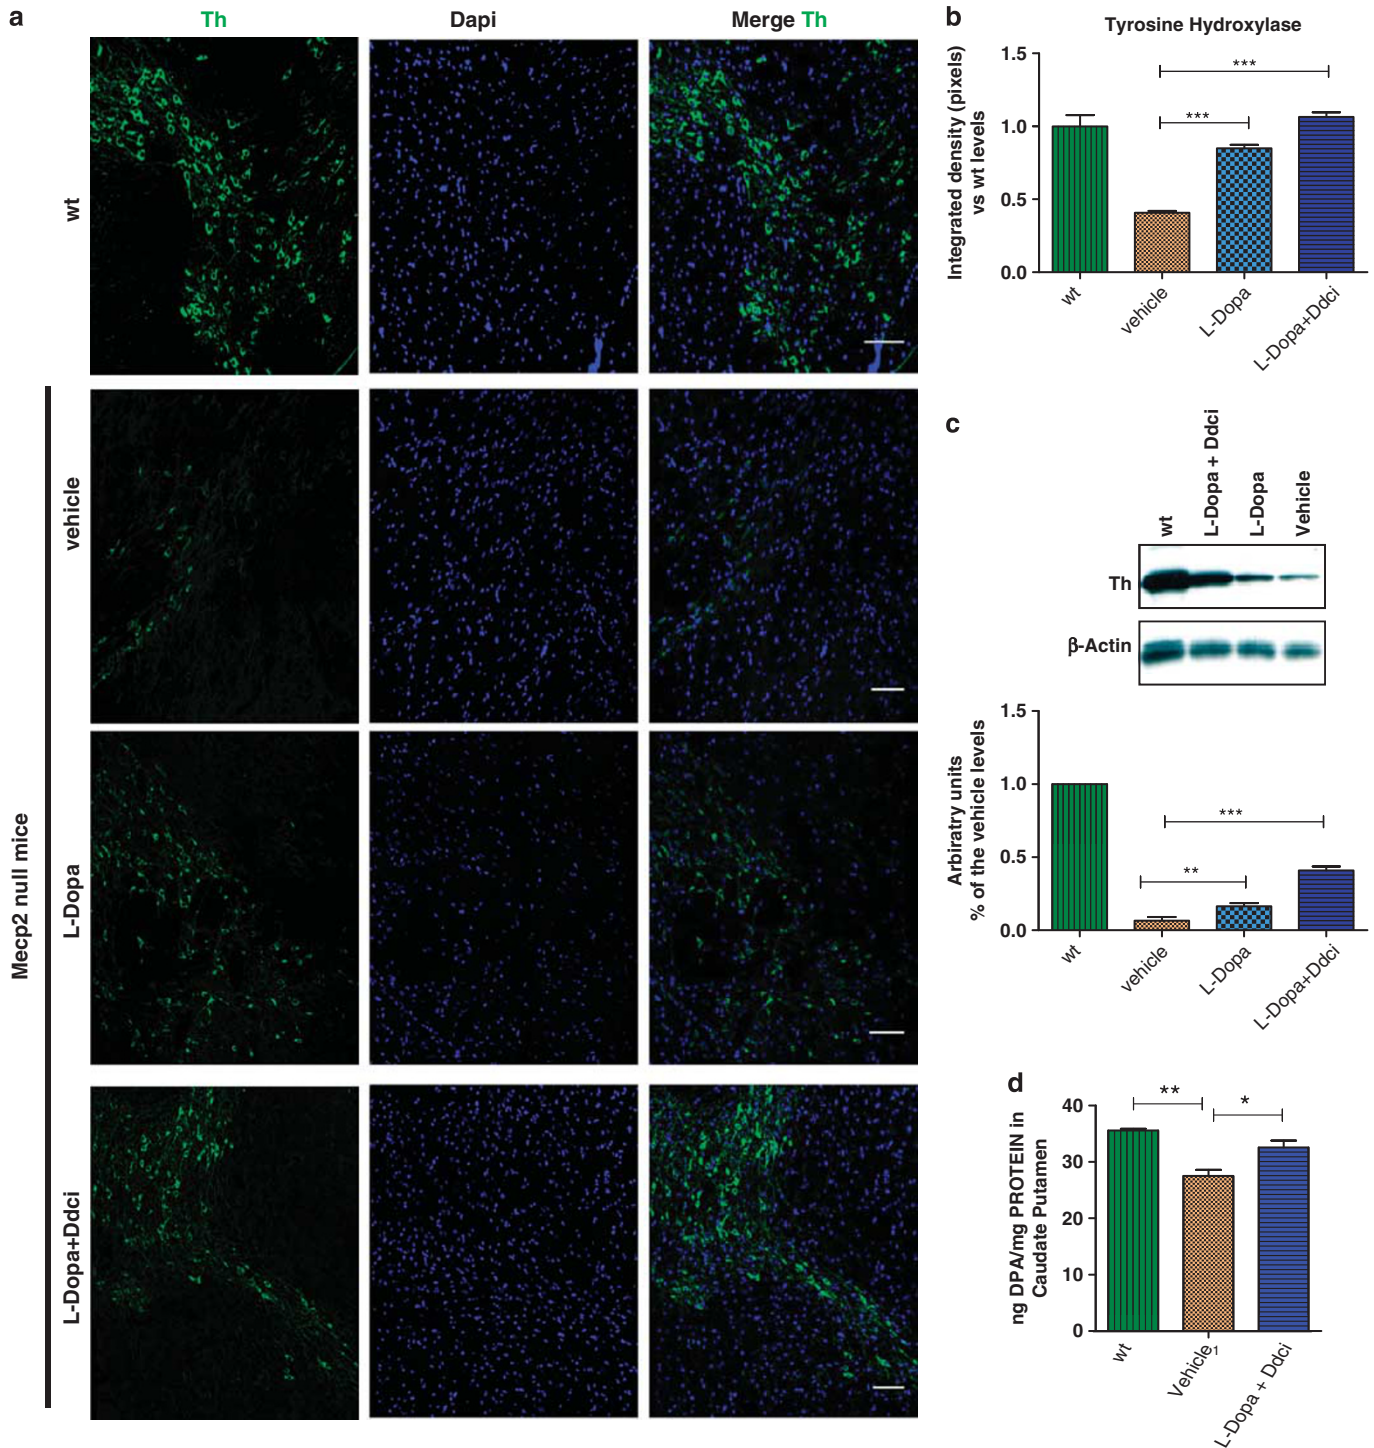 a
Th
Dapi
Merge Th
wt
Mecp2 null mice
vehicle
L-Dopa
L-Dopa+Ddci
b
Tyrosine Hydroxylase
Integrated density (pixels)
vs wt levels
1.5
1.0
0.5
0.0
***
***
wt
vehicle
L-Dopa
L-Dopa+Ddci
c
wt
L-Dopa + Ddci
L-Dopa
Vehicle
Th
β-Actin
Arbiratry units
% of the vehicle levels
1.5
1.0
0.5
0.0
***
**
wt
vehicle
L-Dopa
L-Dopa+Ddci
d
ng DPA/mg PROTEIN in
Caudate Putamen
40
30
20
10
0
**
*
wt
Vehicle1
L-Dopa + Ddci